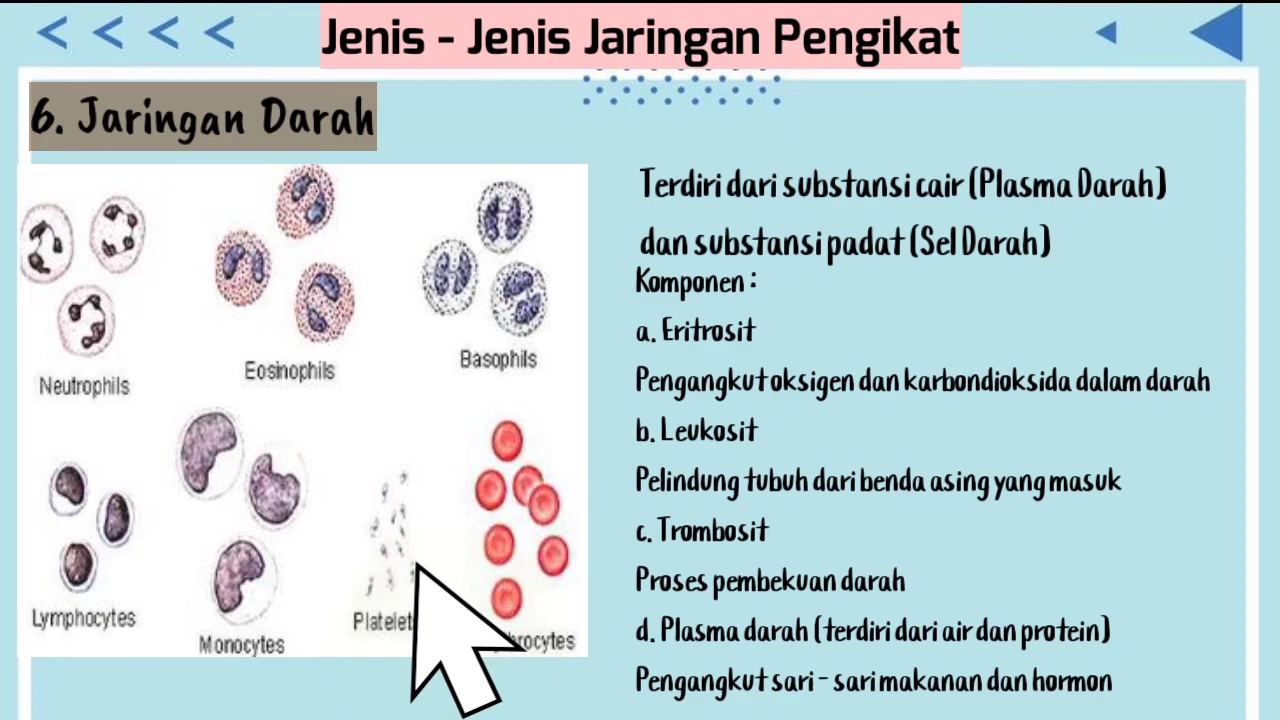 Jenis - Jenis Jaringan Pengikat
6. Jaringan Darah
Terdiri dari substansi cair (Plasma Darah)
dan substansi padat (Sel Darah)
Komponen :
a. Eritrosit
Pengangkut oksigen dan karbondioksida dalam darah
b. Leukosit
Pelindung tubuh dari benda asing yang masuk
c. Trombosit
Proses pembekuan darah
d. Plasma darah (terdiri dari air dan protein)
Pengangkut sari - sari makanan dan hormon
Neutrophils
Eosinophils
Basophils
Lymphocytes
Monocytes